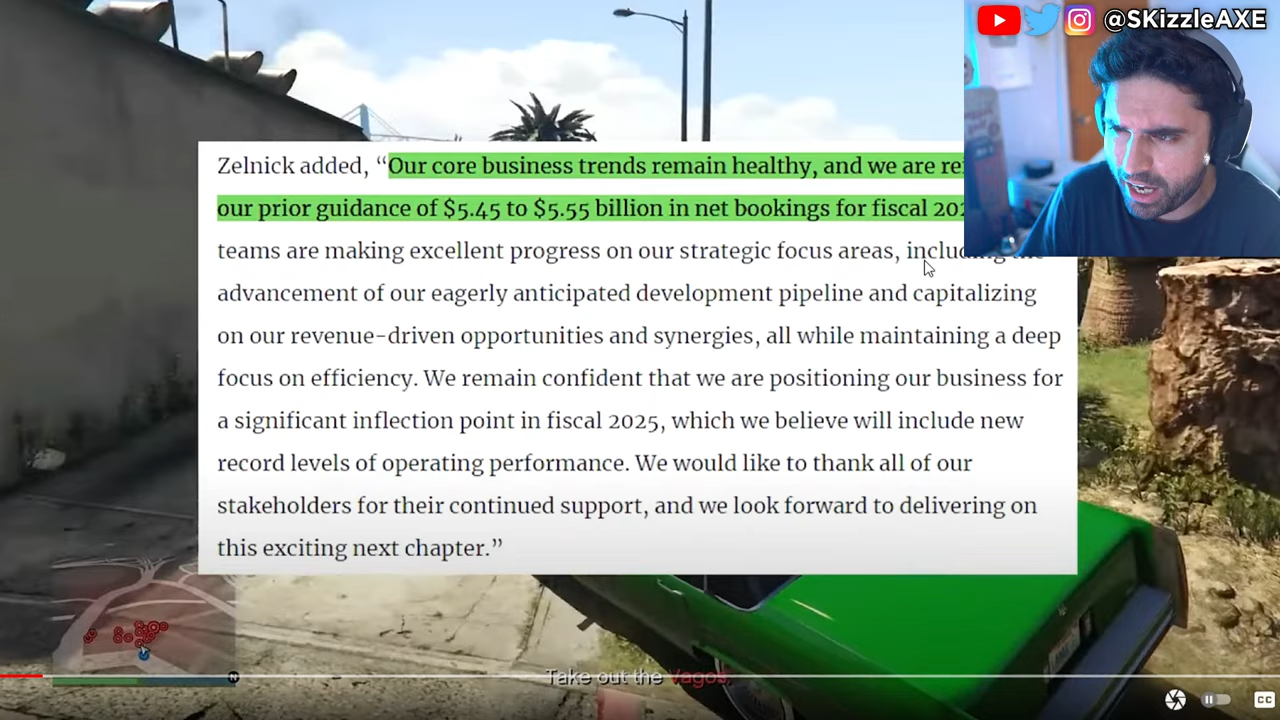 @SKizzleAXE
Zelnick added, “Our core business trends remain healthy, and we are
our prior guidance of $5.45 to $5.55 billion in net bookings for fiscal
teams are making excellent progress on our strategic focus areas, including the
advancement of our eagerly anticipated development pipeline and capitalizing
on our revenue-driven opportunities and synergies, all while maintaining a deep
focus on efficiency. We remain confident that we are positioning our business for
a significant inflection point in fiscal 2025, which we believe will include new
record levels of operating performance. We would like to thank all of our
stakeholders for their continued support, and we look forward to delivering on
this exciting next chapter.”
N
Take out the Vagos.
CC